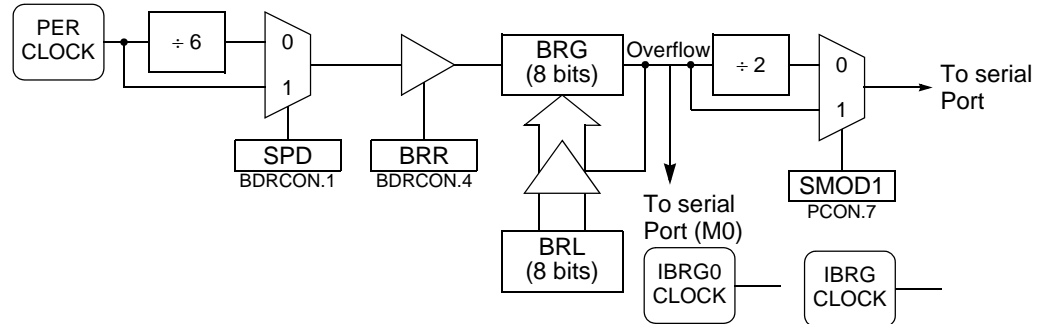 PER
CLOCK
÷ 6
0
1
SPD
BDRCON.1
BRR
BDRCON.4
BRG
(8 bits)
Overflow
÷ 2
0
1
To serial
Port
SMOD1
PCON.7
To serial
Port (M0)
BRL
(8 bits)
IBRG0
CLOCK
IBRG
CLOCK